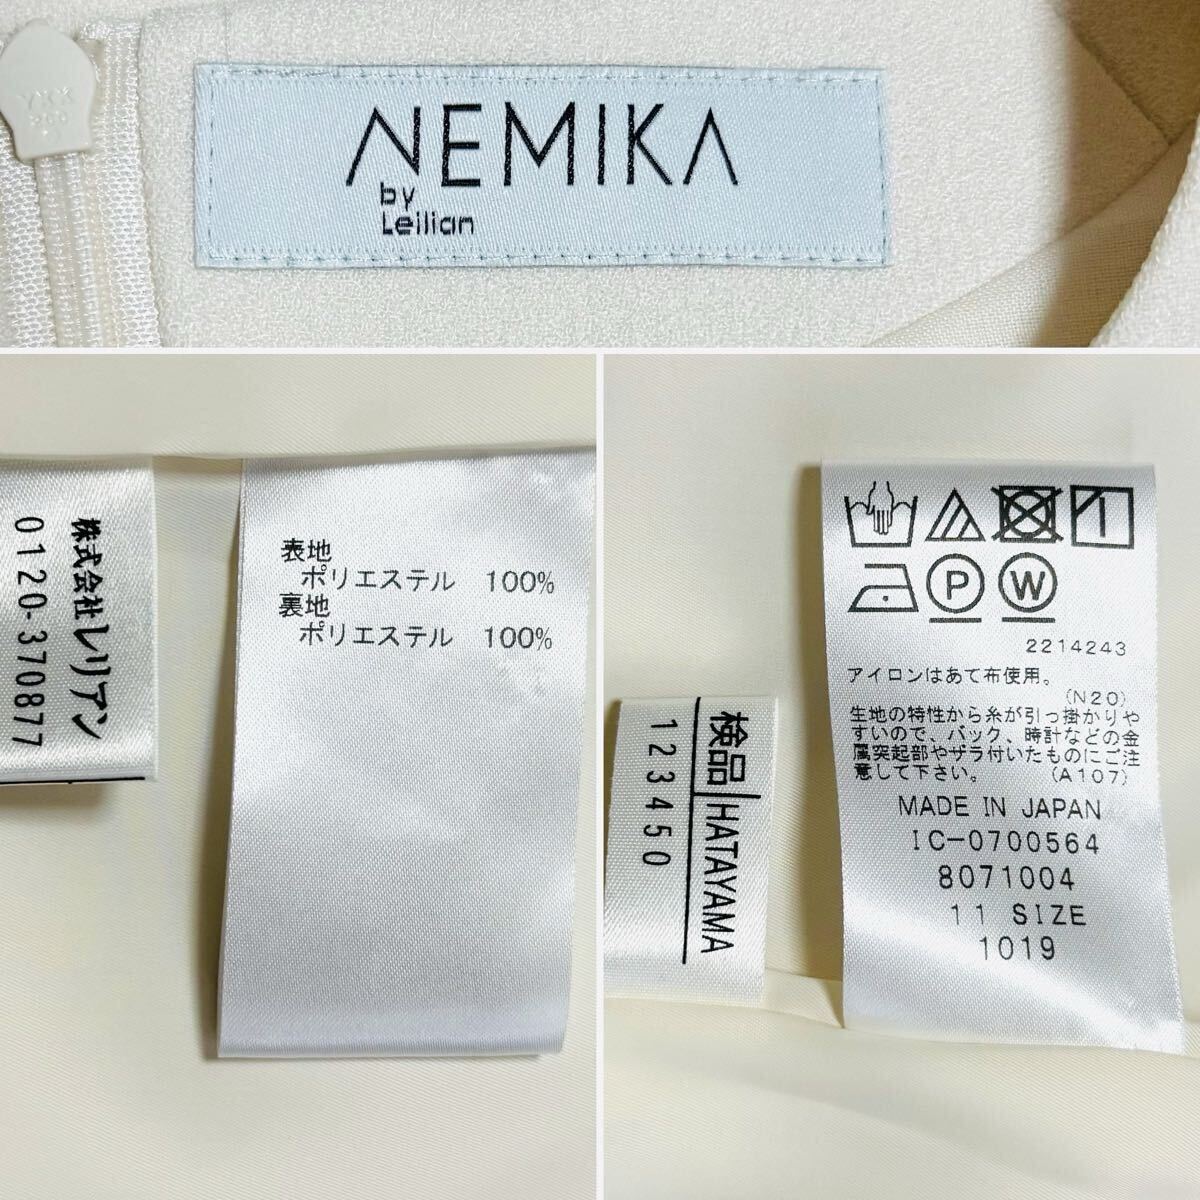 YKK
NEMIKA
by
Leilian
株式会社レリアン
0120-370877
表地
ポリエステル 100%
裏地
ポリエステル 100%
P W
2214243
アイロンはあて布使用。
(N20)
生地の特性から糸が引っ掛かりや
すいので、バック、時計などの金
属突起部やザラ付いたものにご注
意して下さい。 (A107)
MADE IN JAPAN
IC-0700564
8071004
11 SIZE
1019
検品 HATAYAMA
123450